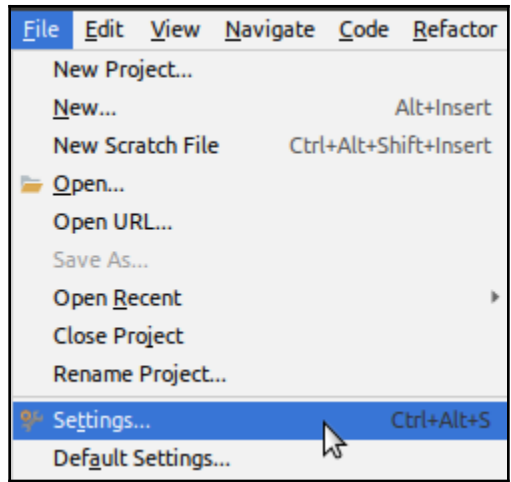 File Edit View Navigate Code Refactor
New Project...
New... Alt+Insert
New Scratch File Ctrl+Alt+Shift+Insert
Open...
Open URL...
Save As...
Open Recent
Close Project
Rename Project...
Settings... Ctrl+Alt+S
Default Settings...